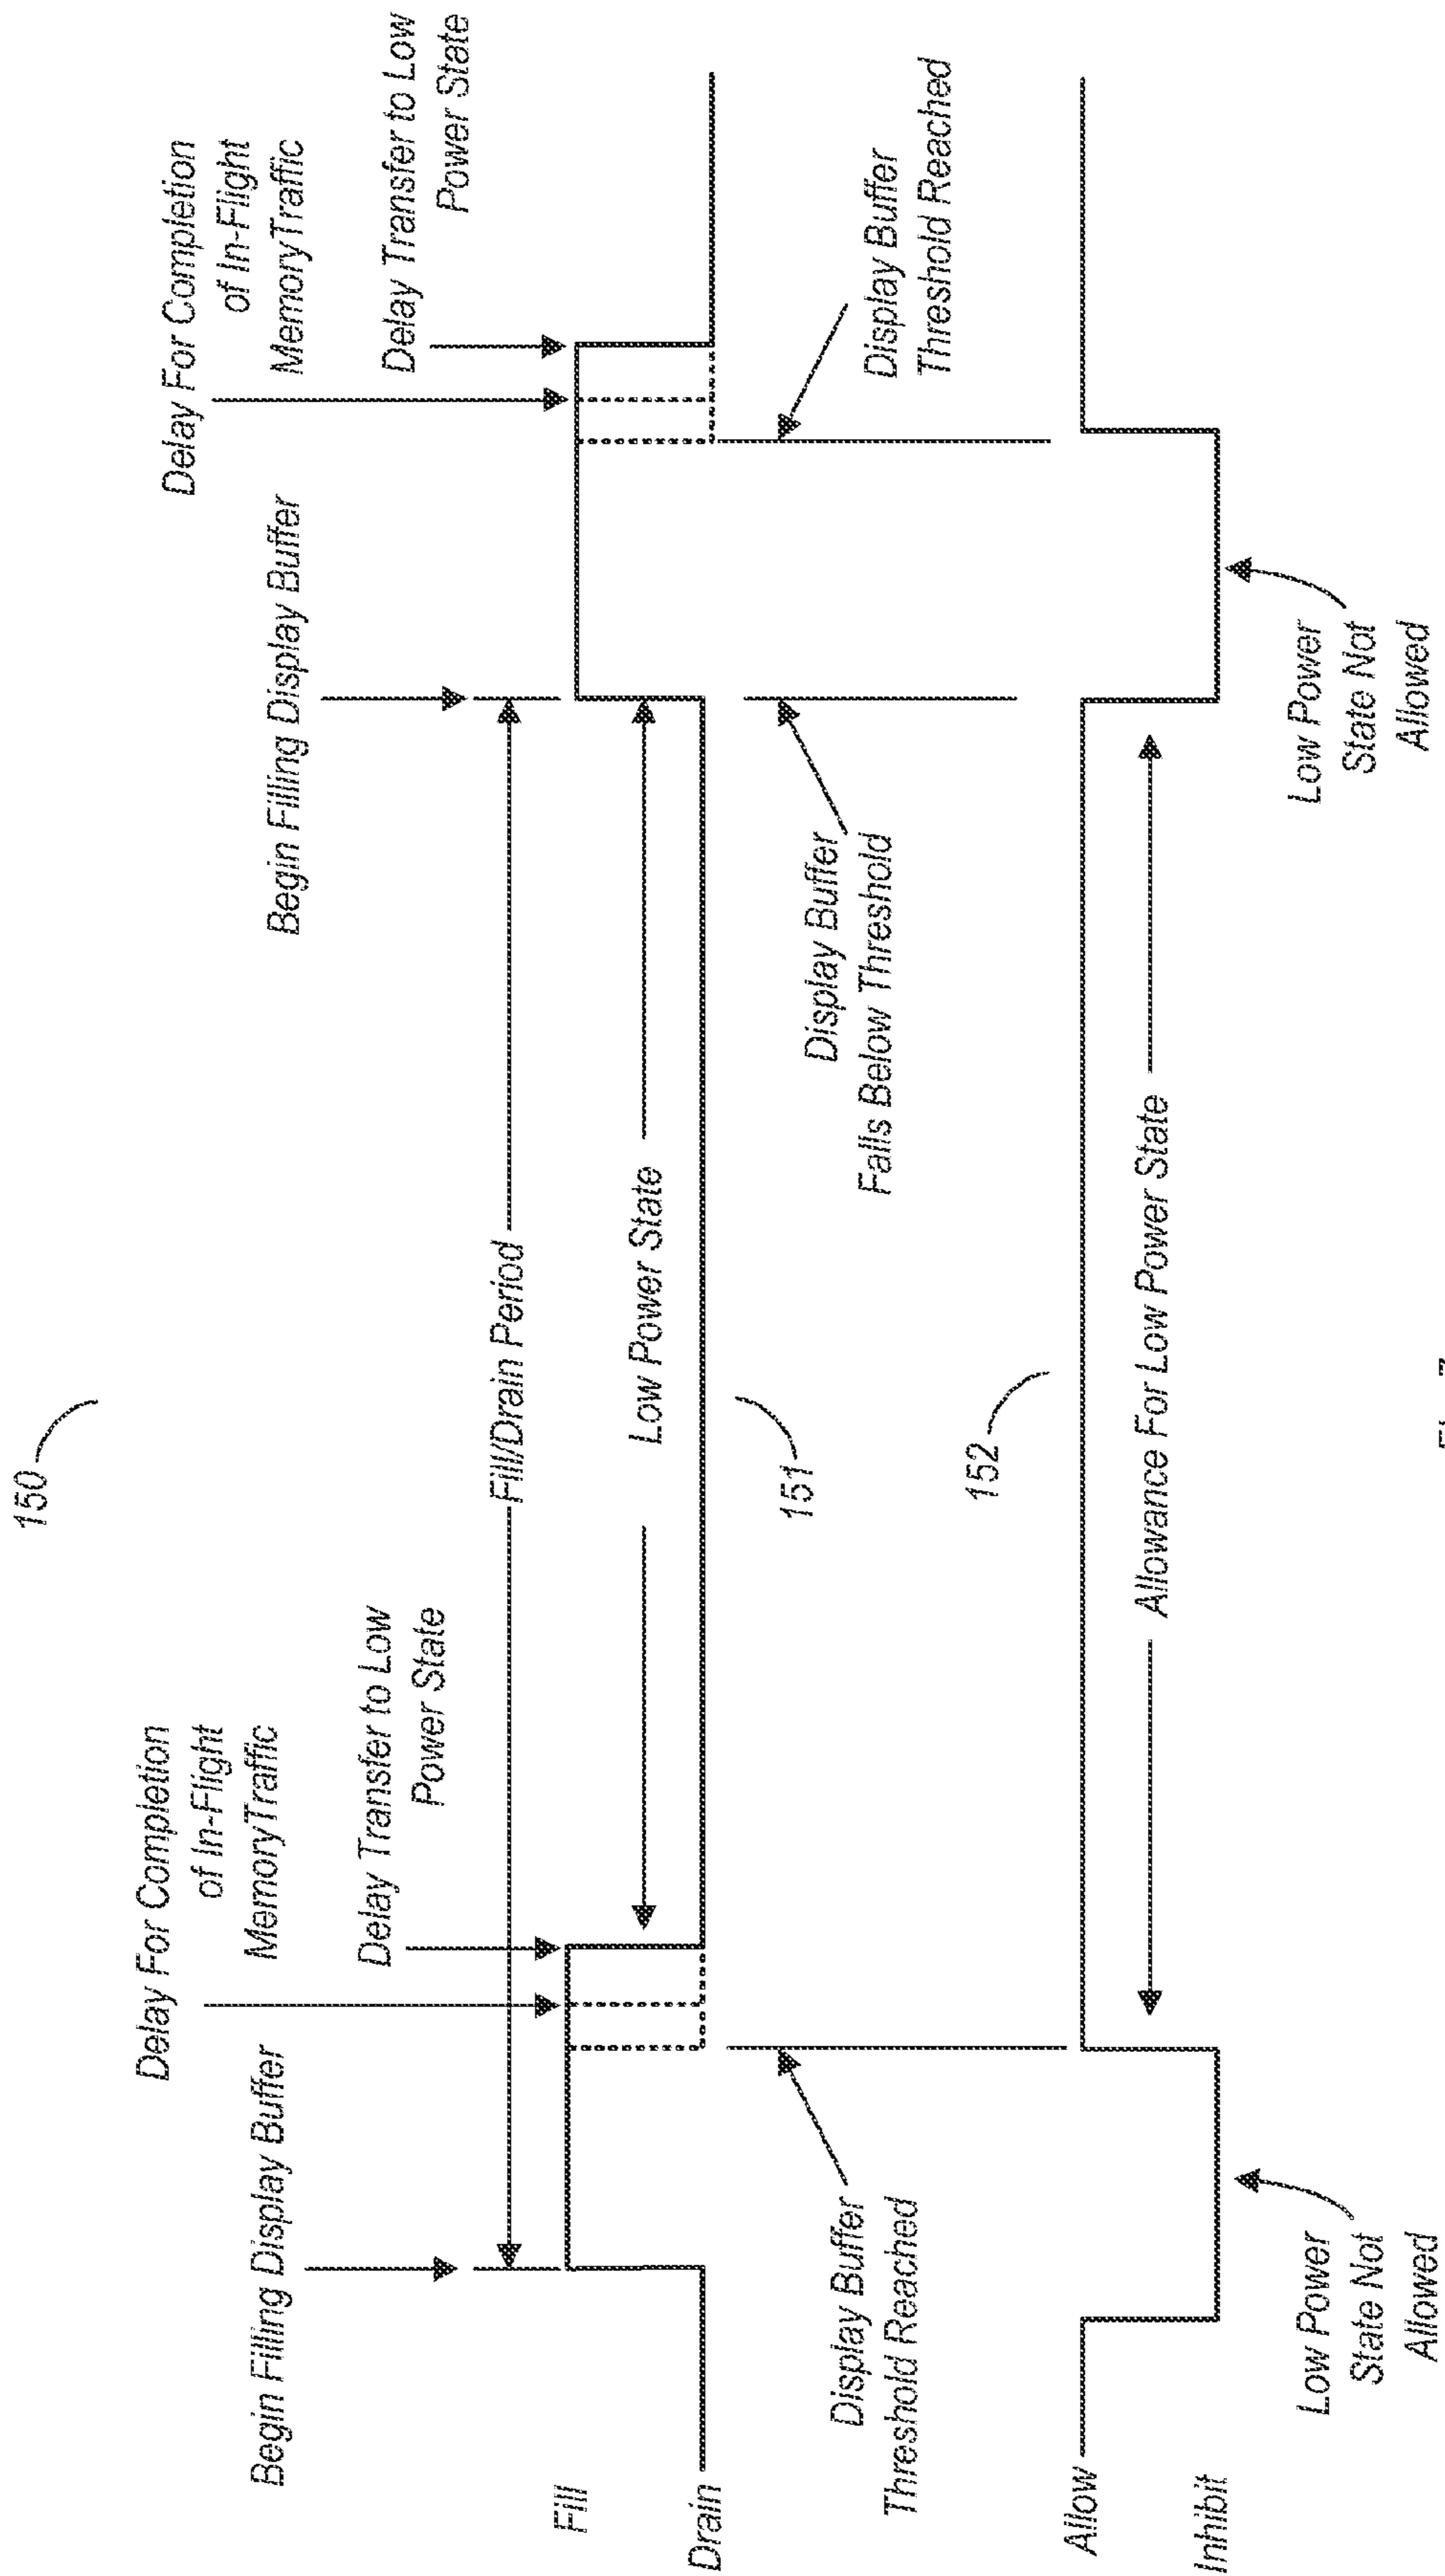 150
Begin Filling Display Buffer
Delay For Completion
of In-Flight
MemoryTraffic
Delay Transfer to Low
Power State
Begin Filling Display Buffer
Delay For Completion
of In-Flight
MemoryTraffic
Delay Transfer to Low
Power State
Fill/Drain Period
Fill
Low Power State
Drain
151
Display Buffer
Threshold Reached
Display Buffer
Falls Below Threshold
Display Buffer
Threshold Reached
152
Allow
Allowance For Low Power State
Inhibit
Low Power
State Not
Allowed
Low Power
State Not
Allowed